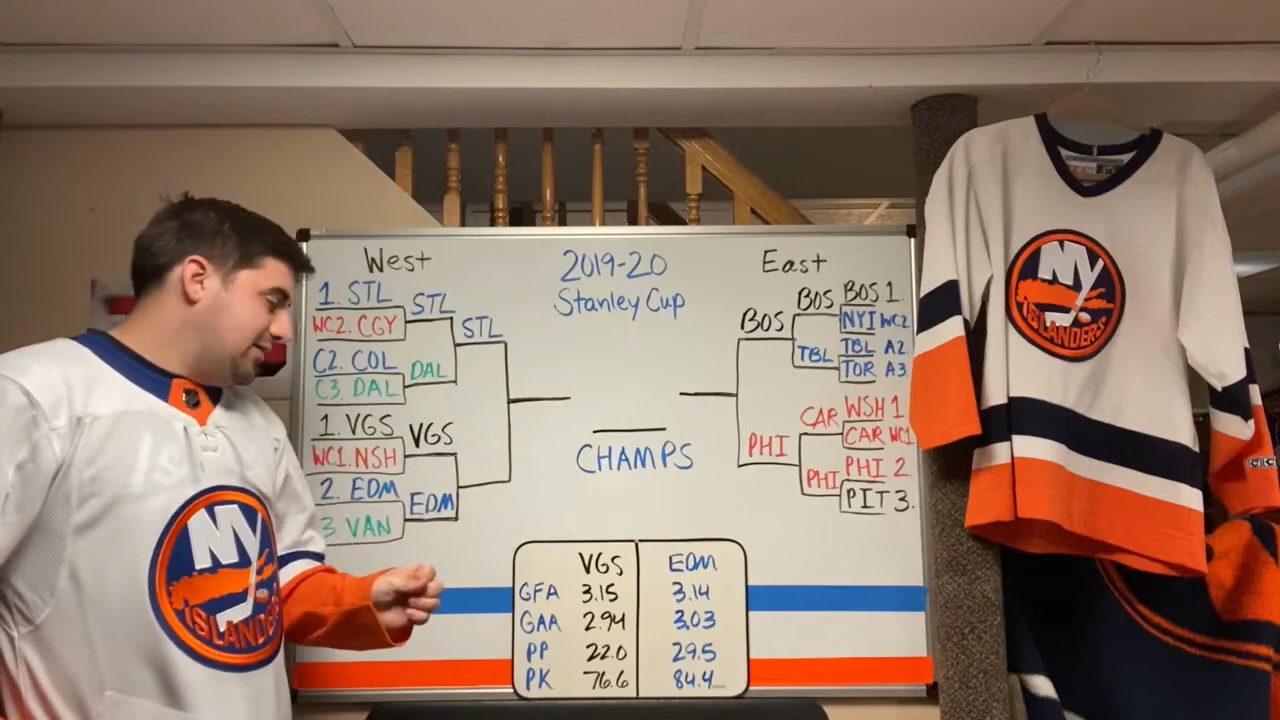 West
1. STL
WC2. CGY
C2. COL
C3. DAL
1. VGS
WC1. NSH
2. EDM
3 VAN
STL
DAL
VGS
EDM
STL
2019-20
Stanley Cup
CHAMPS
East
BOS 1.
NYI WC2
TBL A2
TOR A3
WSH 1
CAR WC1
PHI 2
PIT 3.
BOS
TBL
CAR
PHI
BOS
PHI
VGS EDM
GFA 3.15 3.14
GAA 2.94 3.03
PP 22.0 29.5
PK 76.6 84.4
NY
ISLANDERS
NY
ISLANDERS
CCM